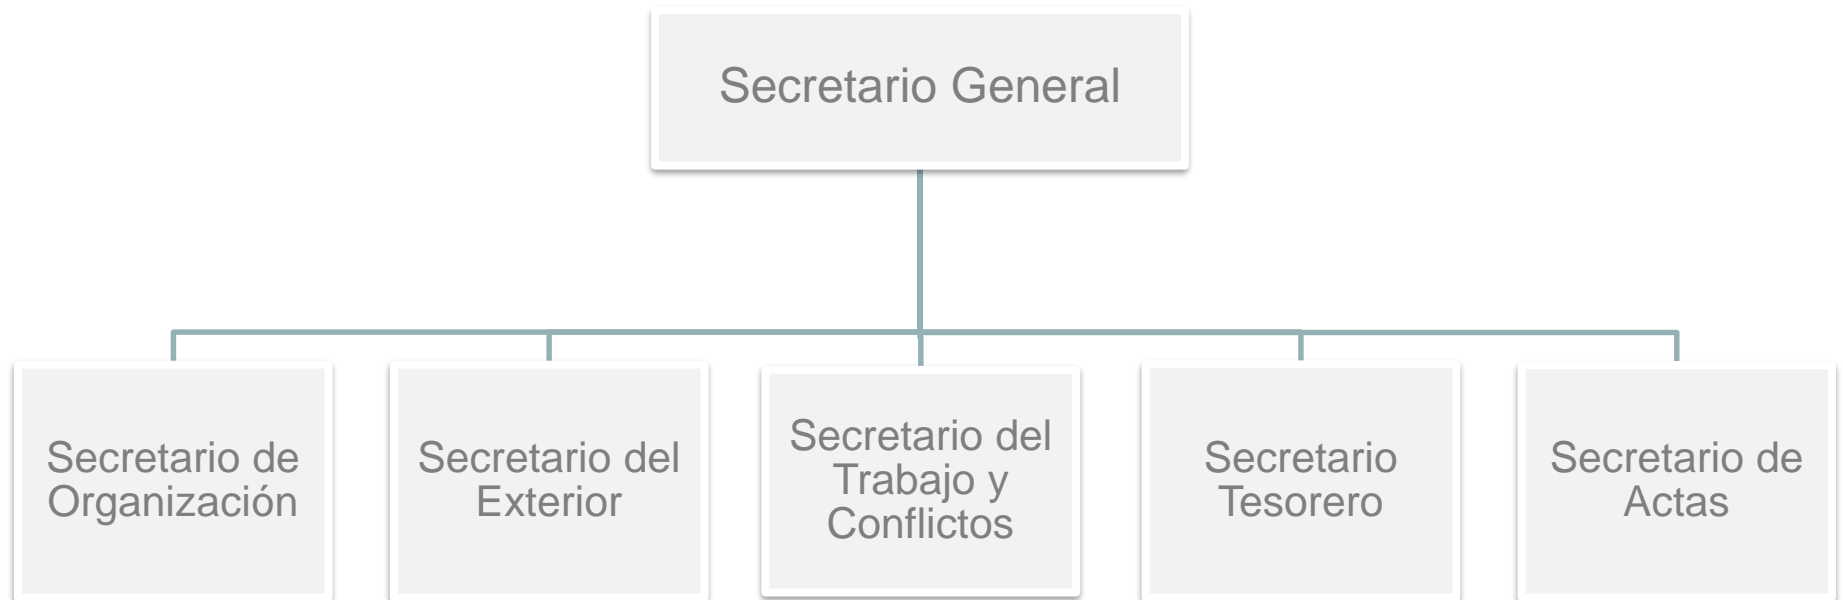 Secretario General
Secretario de
Organización
Secretario del
Exterior
Secretario del
Trabajo y
Conflictos
Secretario
Tesorero
Secretario de
Actas